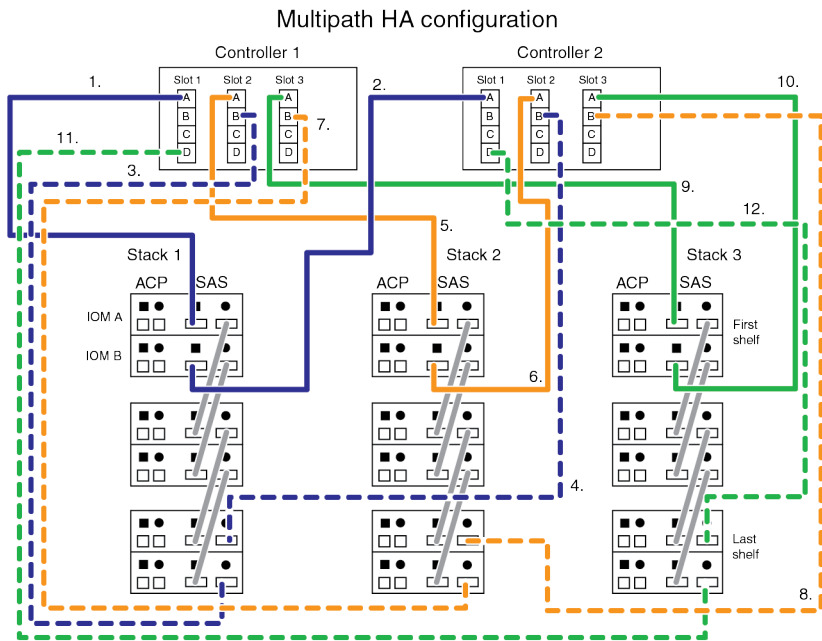 Multipath HA configuration
Controller 1
Controller 2
1.
2.
10.
Slot 1
Slot 2
Slot 3
Slot 1
Slot 2
Slot 3
A
A
A
A
A
A
B
B
B
B
B
B
7.
C
C
C
C
C
C
11.
D
D
D
D
D
D
3.
9.
12.
5.
Stack 1
Stack 2
Stack 3
ACP
SAS
ACP
SAS
ACP
SAS
IOM A
First
shelf
IOM B
6.
4.
Last
shelf
8.